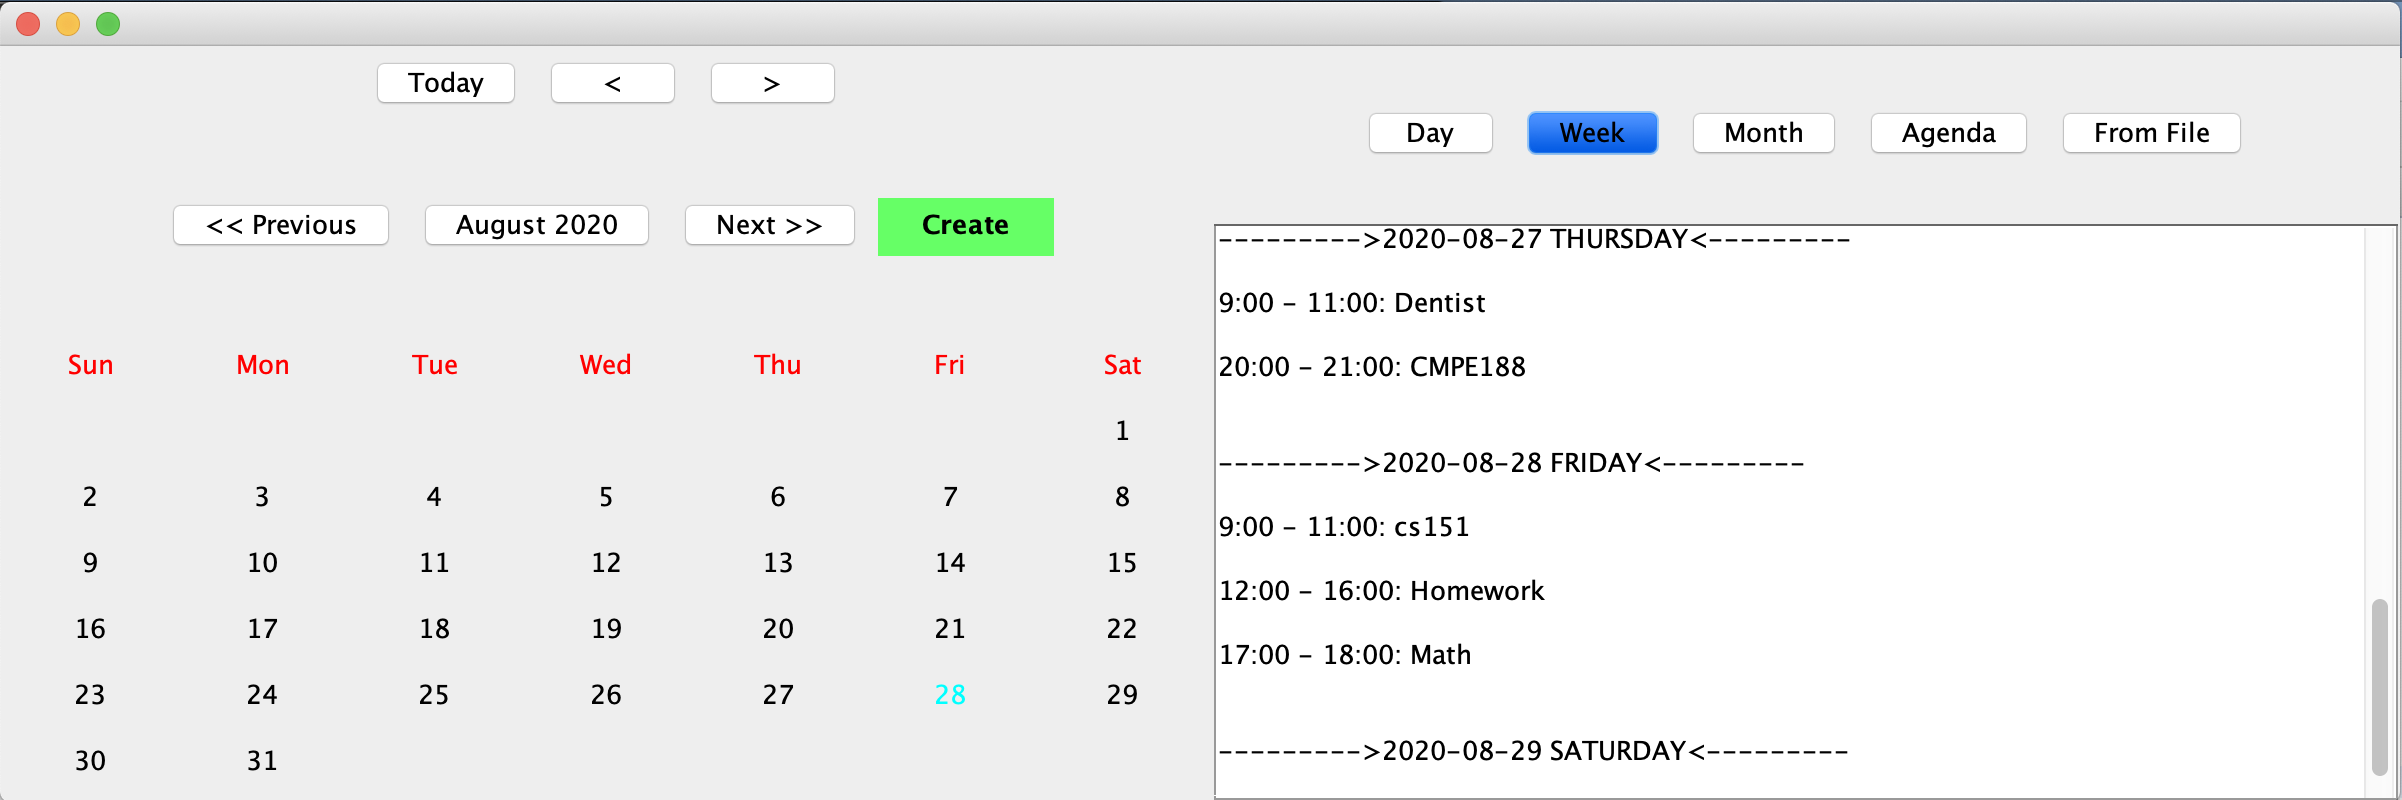 Today < >
Day Week Month Agenda From File
<< Previous August 2020 Next >> Create
Sun Mon Tue Wed Thu Fri Sat
1
2 3 4 5 6 7 8
9 10 11 12 13 14 15
16 17 18 19 20 21 22
23 24 25 26 27 28 29
30 31
--------->2020-08-27 THURSDAY<---------
9:00 - 11:00: Dentist
20:00 - 21:00: CMPE188
--------->2020-08-28 FRIDAY<---------
9:00 - 11:00: cs151
12:00 - 16:00: Homework
17:00 - 18:00: Math
--------->2020-08-29 SATURDAY<---------